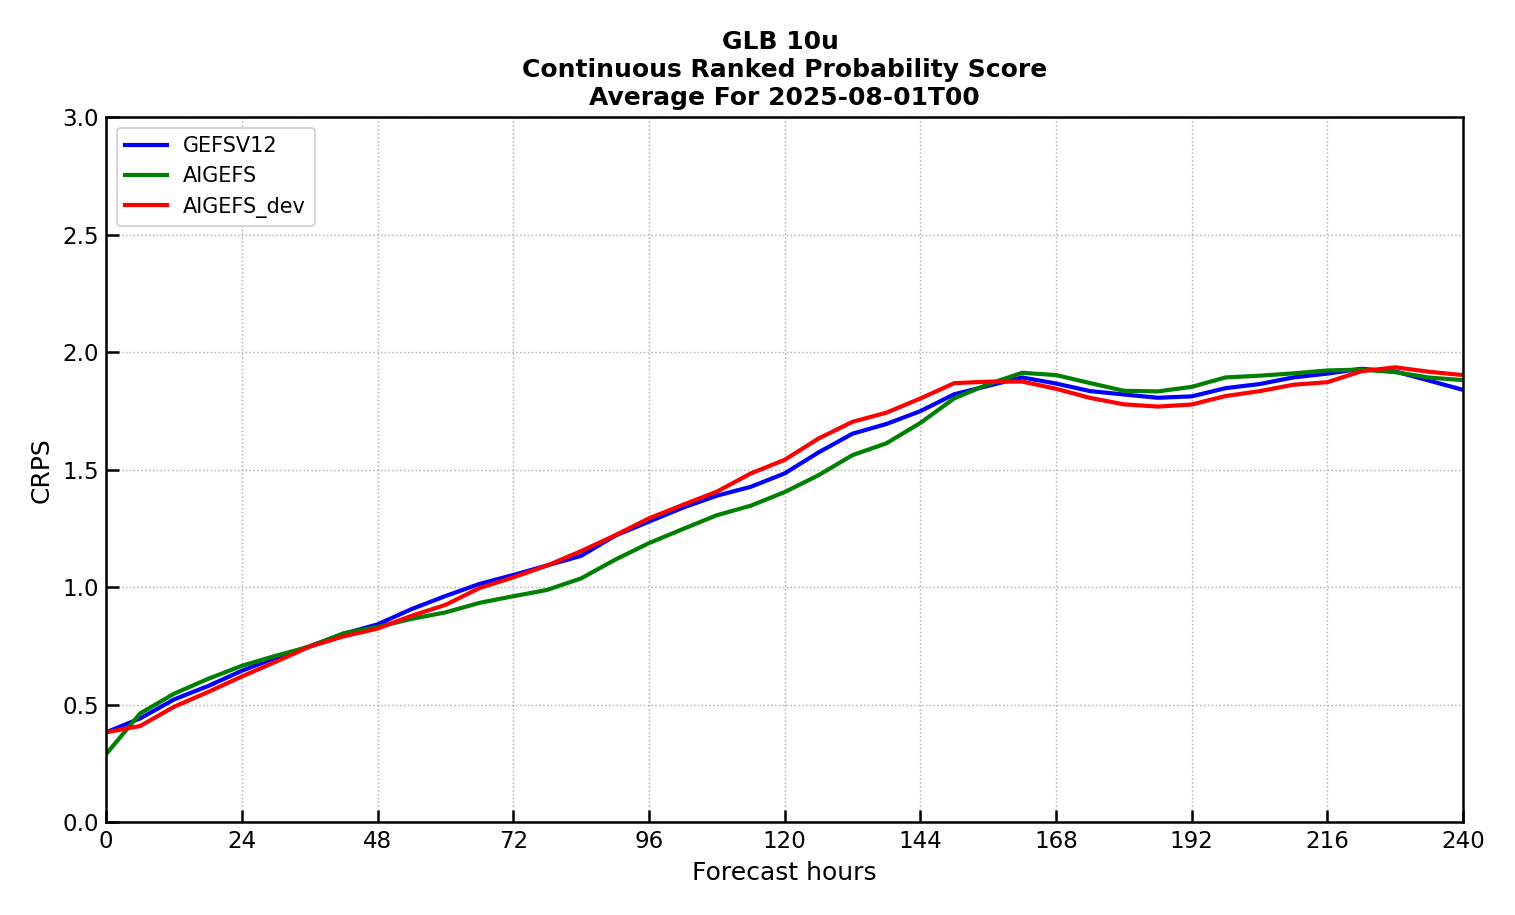 GLB 10u
Continuous Ranked Probability Score
Average For 2025-08-01T00
GEFSV12
AIGEFS
AIGEFS_dev
3.0
2.5
2.0
1.5
1.0
0.5
0.0
CRPS
0 24 48 72 96 120 144 168 192 216 240
Forecast hours